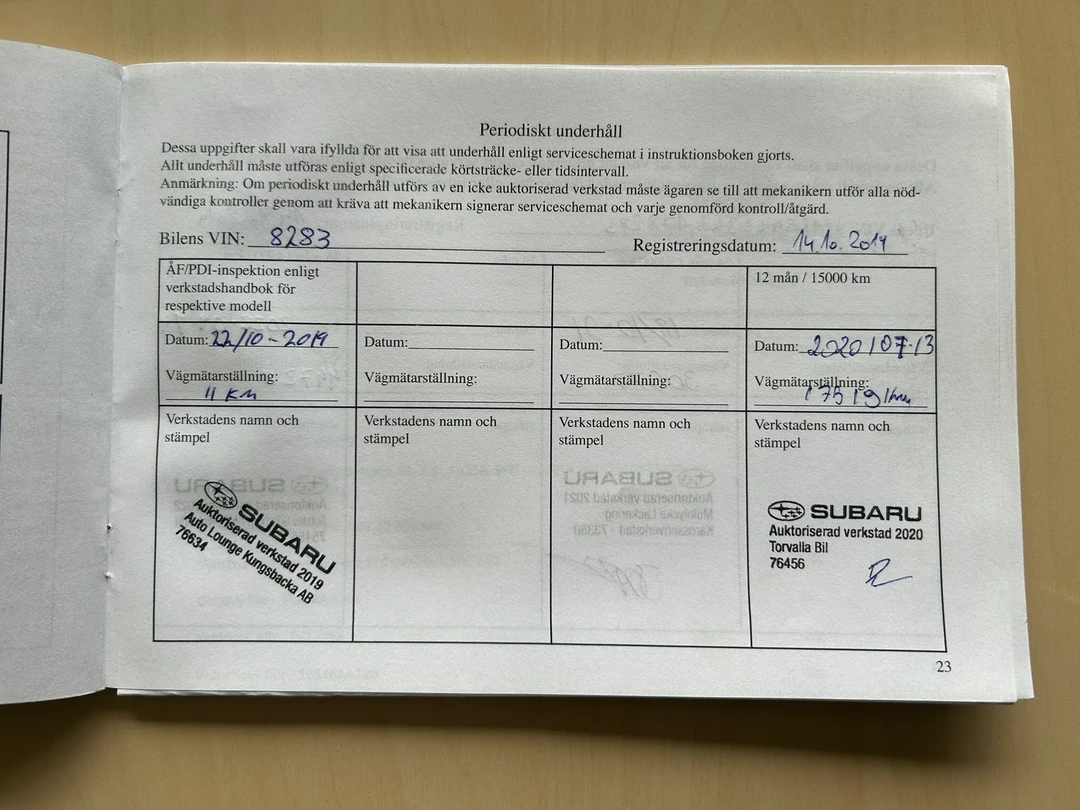 Periodiskt underhåll
Dessa uppgifter skall vara ifyllda för att visa att underhåll enligt serviceschemat i instruktionsboken gjorts.
Allt underhåll måste utföras enligt specificerade körtsträcke- eller tidsintervall.
Anmärkning: Om periodiskt underhåll utförs av en icke auktoriserad verkstad måste ägaren se till att mekanikern utför alla nöd-
vändiga kontroller genom att kräva att mekanikern signerar serviceschemat och varje genomförd kontroll/åtgärd.
Bilens VIN: 8283
Registreringsdatum: 14.10.2019
ÅF/PDI-inspektion enligt
verkstadshandbok för
respektive modell
Datum: 22/10-2019
Vägmätarställning:
11 km
Verkstadens namn och
stämpel
SUBARU
Auktoriserad verkstad 2019
Auto Lounge Kungsbacka AB
76634
Datum:
Vägmätarställning:
Verkstadens namn och
stämpel
Datum:
Vägmätarställning:
Verkstadens namn och
stämpel
12 mån / 15000 km
Datum: 2020/07-13
Vägmätarställning:
Verkstadens namn och
stämpel
SUBARU
Auktoriserad verkstad 2020
Torvalla Bil
76456
23